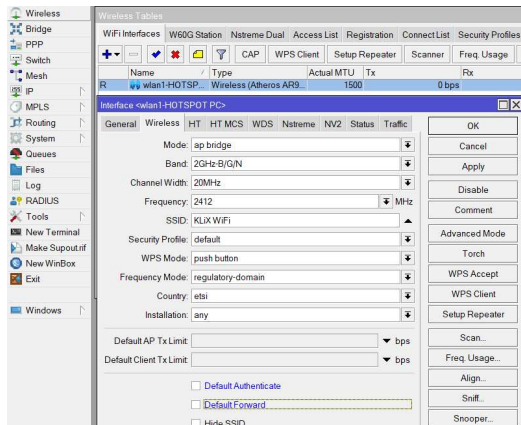 Wireless
Bridge
PPP
Switch
Mesh
IP
MPLS
Routing
System
Queues
Files
Log
RADIUS
Tools
New Terminal
Make Supout.rif
New WinBox
Exit
Windows
Wireless Tables
WiFi Interfaces W60G Station Nstreme Dual Access List Registration Connect List Security Profiles
CAP WPS Client Setup Repeater Scanner Freq. Usage
Name / Type Actual MTU Tx Rx
R wlan1-HOTSP... Wireless (Atheros AR9... 1500 0 bps
Interface <wlan1-HOTSPOT PC>
General Wireless HT HT MCS WDS Nstreme NV2 Status Traffic
Mode: ap bridge
Band: 2GHz-B/G/N
Channel Width: 20MHz
Frequency: 2412 MHz
SSID: KLiX WiFi
Security Profile: default
WPS Mode: push button
Frequency Mode: regulatory-domain
Country: etsi
Installation: any
Default AP Tx Limit: bps
Default Client Tx Limit: bps
Default Authenticate
Default Forward
Hide SSID
OK
Cancel
Apply
Disable
Comment
Advanced Mode
Torch
WPS Accept
WPS Client
Setup Repeater
Scan...
Freq. Usage...
Align...
Sniff...
Snooper...